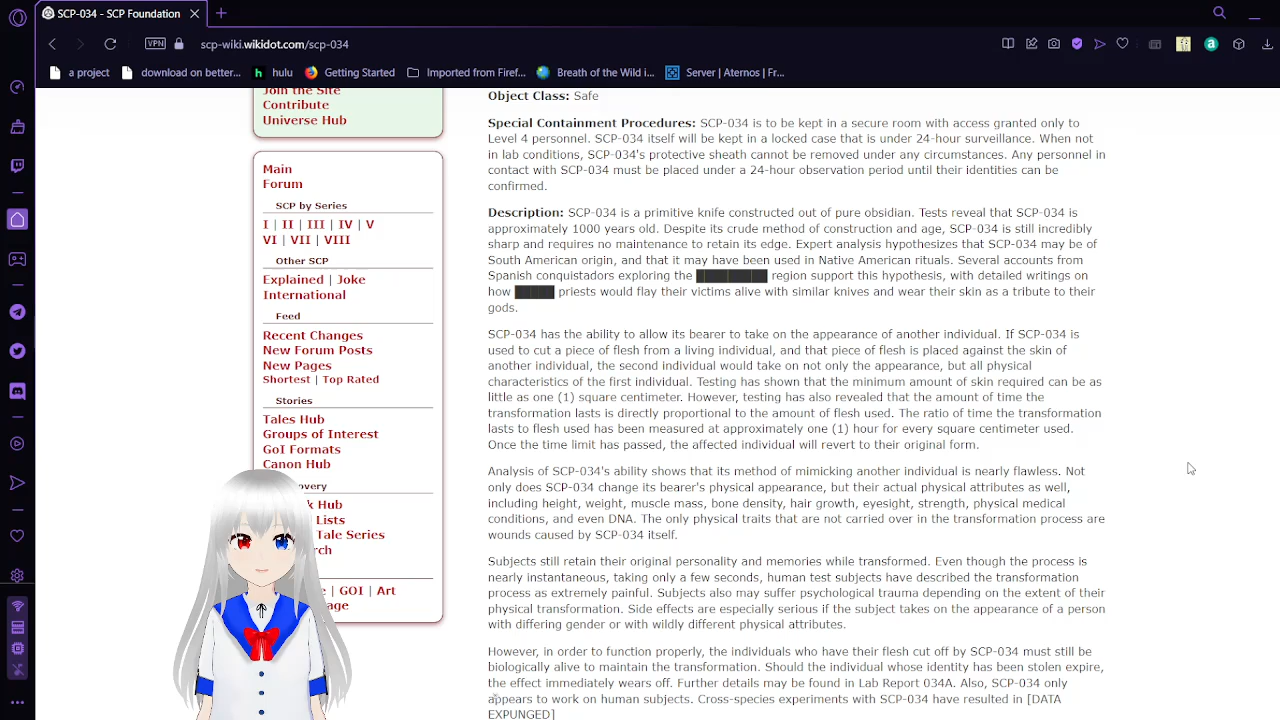 SCP-034 - SCP Foundation
VPN
scp-wiki.wikidot.com/scp-034
a project
download on better...
hulu
Getting Started
Imported from Firef...
Breath of the Wild i...
Server | Aternos | Fr...
Join the Site
Contribute
Universe Hub
Main
Forum
SCP by Series
I | II | III | IV | V
VI | VII | VIII
Other SCP
Explained | Joke
International
Feed
Recent Changes
New Forum Posts
New Pages
Shortest | Top Rated
Stories
Tales Hub
Groups of Interest
GoI Formats
Canon Hub
Hub
Lists
Tale Series
GOI | Art
Object Class: Safe
Special Containment Procedures: SCP-034 is to be kept in a secure room with access granted only to
Level 4 personnel. SCP-034 itself will be kept in a locked case that is under 24-hour surveillance. When not
in lab conditions, SCP-034's protective sheath cannot be removed under any circumstances. Any personnel in
contact with SCP-034 must be placed under a 24-hour observation period until their identities can be
confirmed.
Description: SCP-034 is a primitive knife constructed out of pure obsidian. Tests reveal that SCP-034 is
approximately 1000 years old. Despite its crude method of construction and age, SCP-034 is still incredibly
sharp and requires no maintenance to retain its edge. Expert analysis hypothesizes that SCP-034 may be of
South American origin, and that it may have been used in Native American rituals. Several accounts from
Spanish conquistadors exploring the █████████ region support this hypothesis, with detailed writings on
how █████ priests would flay their victims alive with similar knives and wear their skin as a tribute to their
gods.
SCP-034 has the ability to allow its bearer to take on the appearance of another individual. If SCP-034 is
used to cut a piece of flesh from a living individual, and that piece of flesh is placed against the skin of
another individual, the second individual would take on not only the appearance, but all physical
characteristics of the first individual. Testing has shown that the minimum amount of skin required can be as
little as one (1) square centimeter. However, testing has also revealed that the amount of time the
transformation lasts is directly proportional to the amount of flesh used. The ratio of time the transformation
lasts to flesh used has been measured at approximately one (1) hour for every square centimeter used.
Once the time limit has passed, the affected individual will revert to their original form.
Analysis of SCP-034's ability shows that its method of mimicking another individual is nearly flawless. Not
only does SCP-034 change its bearer's physical appearance, but their actual physical attributes as well,
including height, weight, muscle mass, bone density, hair growth, eyesight, strength, physical medical
conditions, and even DNA. The only physical traits that are not carried over in the transformation process are
wounds caused by SCP-034 itself.
Subjects still retain their original personality and memories while transformed. Even though the process is
nearly instantaneous, taking only a few seconds, human test subjects have described the transformation
process as extremely painful. Subjects also may suffer psychological trauma depending on the extent of their
physical transformation. Side effects are especially serious if the subject takes on the appearance of a person
with differing gender or with wildly different physical attributes.
However, in order to function properly, the individuals who have their flesh cut off by SCP-034 must still be
biologically alive to maintain the transformation. Should the individual whose identity has been stolen expire,
the effect immediately wears off. Further details may be found in Lab Report 034A. Also, SCP-034 only
appears to work on human subjects. Cross-species experiments with SCP-034 have resulted in [DATA
EXPUNGED]